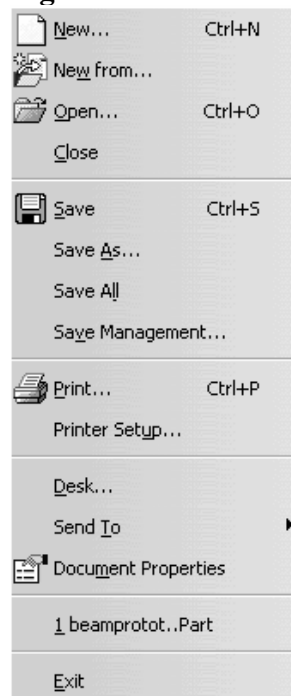 New... Ctrl+N
New from...
Open... Ctrl+O
Close
Save Ctrl+S
Save As...
Save All
Save Management...
Print... Ctrl+P
Printer Setup...
Desk...
Send To
Document Properties
1 beamprotot..Part
Exit